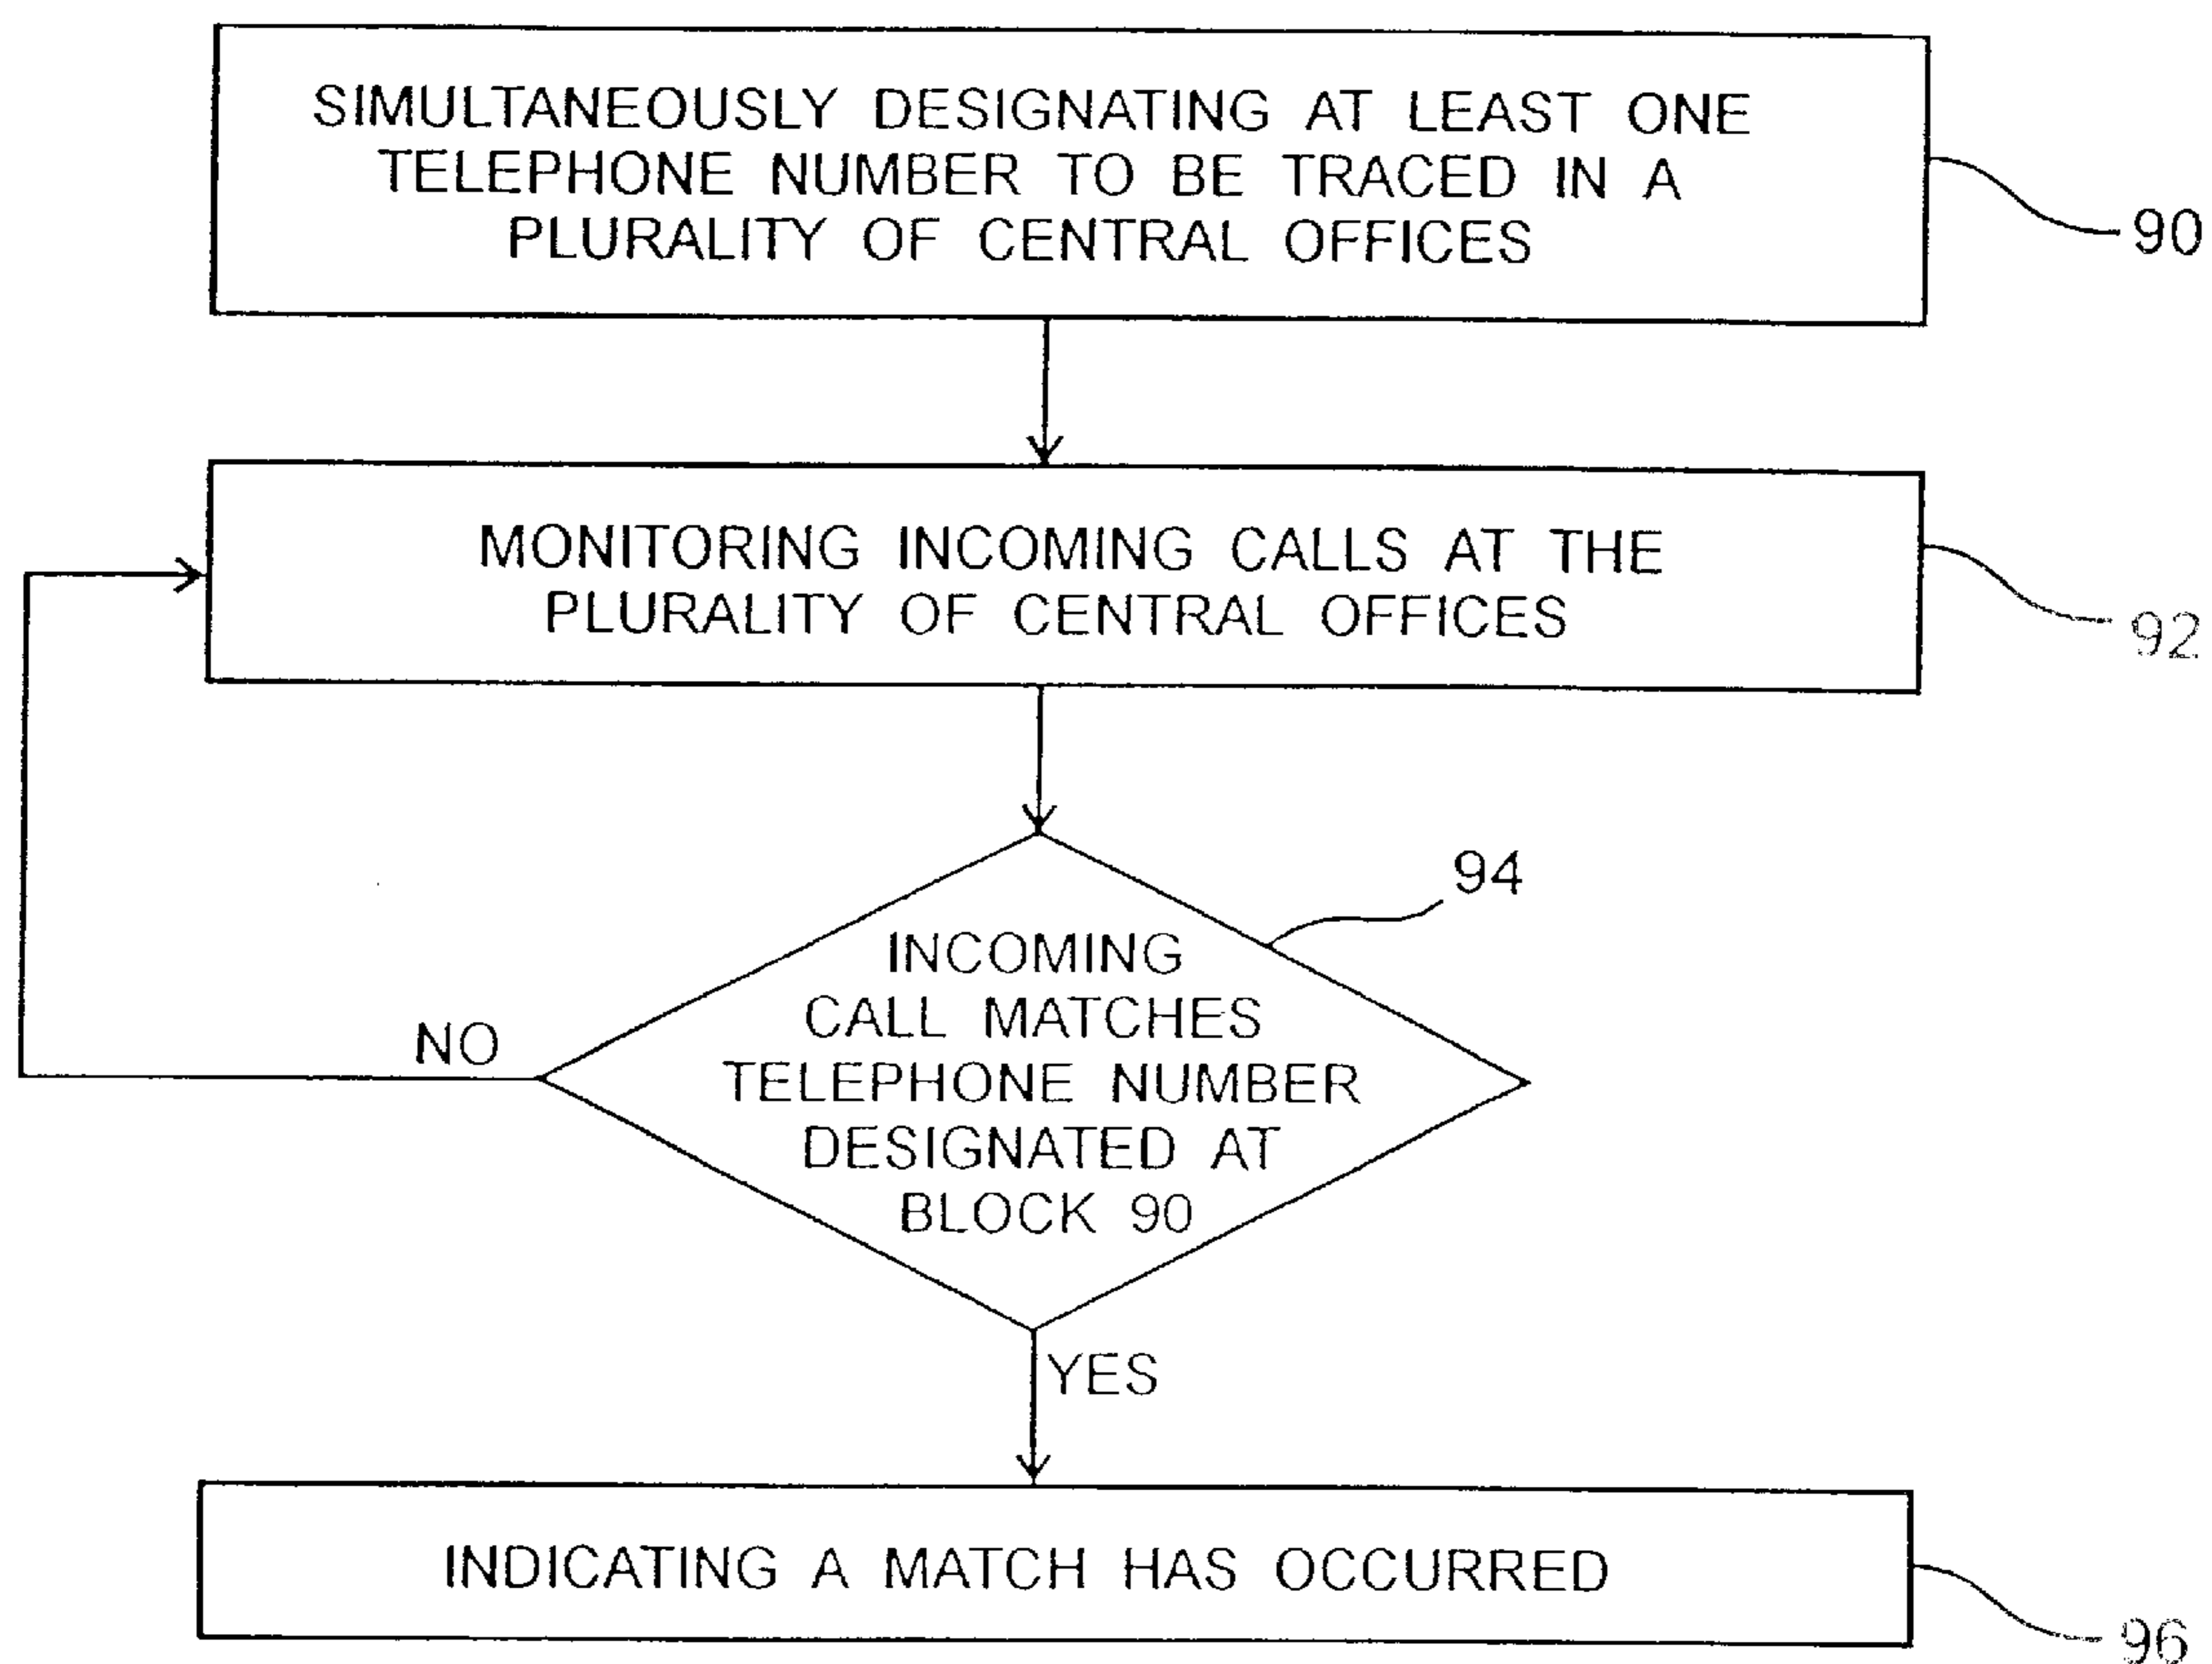 SIMULTANEOUSLY DESIGNATING AT LEAST ONE
TELEPHONE NUMBER TO BE TRACED IN A
PLURALITY OF CENTRAL OFFICES
90
MONITORING INCOMING CALLS AT THE
PLURALITY OF CENTRAL OFFICES
92
94
INCOMING
CALL MATCHES
TELEPHONE NUMBER
DESIGNATED AT
BLOCK 90
NO
YES
INDICATING A MATCH HAS OCCURRED
96